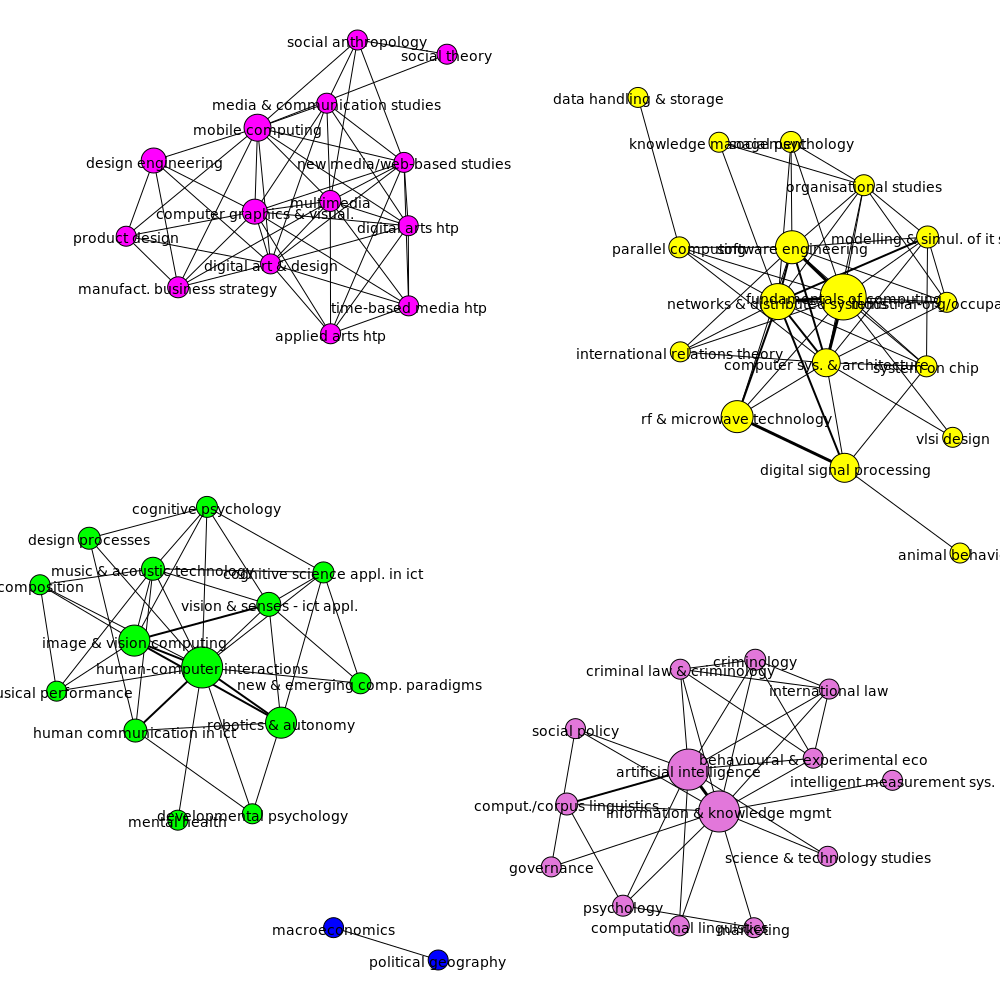 social anthropology
social theory
media & communication studies
mobile computing
design engineering
new media/web-based studies
multimedia
computer graphics & visual.
digital arts htp
product design
digital art & design
manufact. business strategy
time-based media htp
applied arts htp
data handling & storage
knowledge management
social psychology
organisational studies
parallel computing
software engineering
modelling & simul. of it s
fundamentals of computing
networks & distributed systems
industrial-org/occupa
international relations theory
computer sys. & architecture
system on chip
rf & microwave technology
vlsi design
digital signal processing
animal behavi
cognitive psychology
design processes
music & acoustic technology
cognitive science appl. in ict
composition
vision & senses - ict appl.
image & vision computing
human-computer interactions
new & emerging comp. paradigms
usical performance
human communication in ict
robotics & autonomy
developmental psychology
mental health
criminology
criminal law & criminology
international law
social policy
behavioural & experimental eco
artificial intelligence
intelligent measurement sys.
comput./corpus linguistics
information & knowledge mgmt
science & technology studies
governance
psychology
computational linguistics
marketing
macroeconomics
political geography